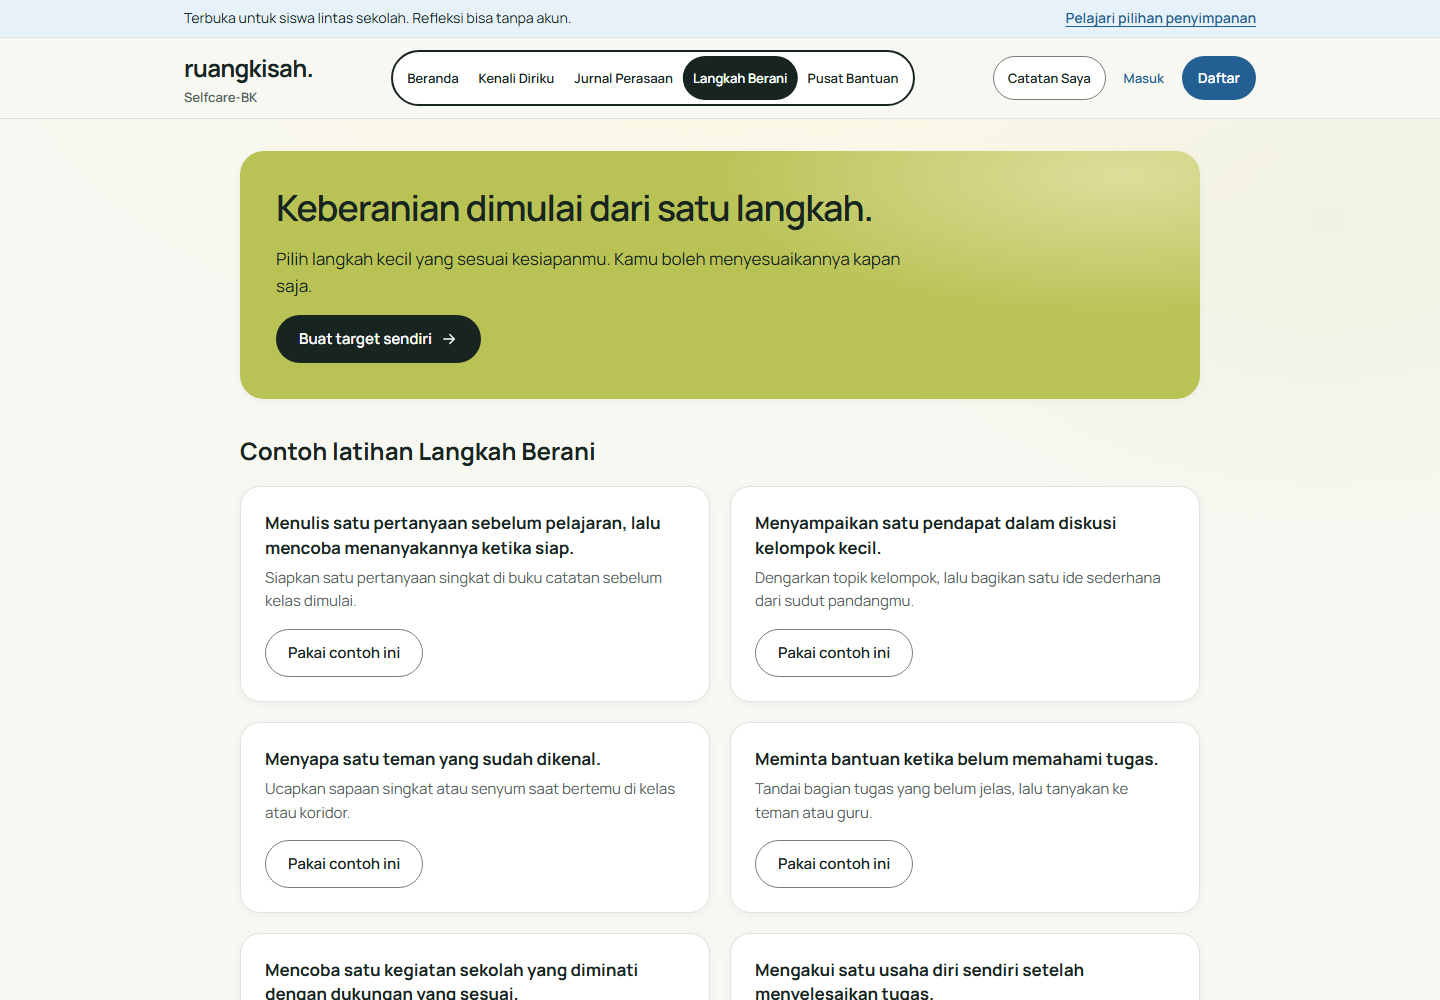 Terbuka untuk siswa lintas sekolah. Refleksi bisa tanpa akun.
Pelajari pilihan penyimpanan
ruangkisah.
Selfcare-BK
Beranda
Kenali Diriku
Jurnal Perasaan
Langkah Berani
Pusat Bantuan
Catatan Saya
Masuk
Daftar
Keberanian dimulai dari satu langkah.
Pilih langkah kecil yang sesuai kesiapanmu. Kamu boleh menyesuaikannya kapan
saja.
Buat target sendiri →
Contoh latihan Langkah Berani
Menulis satu pertanyaan sebelum pelajaran, lalu
mencoba menanyakannya ketika siap.
Siapkan satu pertanyaan singkat di buku catatan sebelum
kelas dimulai.
Pakai contoh ini
Menyampaikan satu pendapat dalam diskusi
kelompok kecil.
Dengarkan topik kelompok, lalu bagikan satu ide sederhana
dari sudut pandangmu.
Pakai contoh ini
Menyapa satu teman yang sudah dikenal.
Ucapkan sapaan singkat atau senyum saat bertemu di kelas
atau koridor.
Pakai contoh ini
Meminta bantuan ketika belum memahami tugas.
Tandai bagian tugas yang belum jelas, lalu tanyakan ke
teman atau guru.
Pakai contoh ini
Mencoba satu kegiatan sekolah yang diminati
dengan dukungan yang sesuai.
Mengakui satu usaha diri sendiri setelah
menyelesaikan tugas.